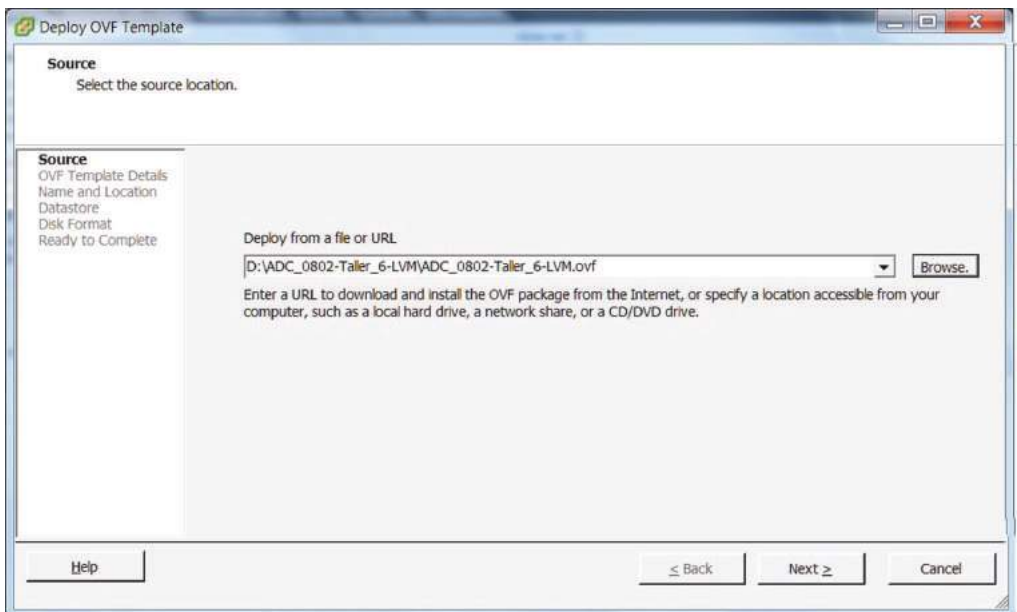 Deploy OVF Template
Source
Select the source location.
Source
OVF Template Details
Name and Location
Datastore
Disk Format
Ready to Complete
Deploy from a file or URL
D:\ADC_0802-Taller_6-LVM\ADC_0802-Taller_6-LVM.ovf
Browse.
Enter a URL to download and install the OVF package from the Internet, or specify a location accessible from your
computer, such as a local hard drive, a network share, or a CD/DVD drive.
Help
< Back
Next >
Cancel